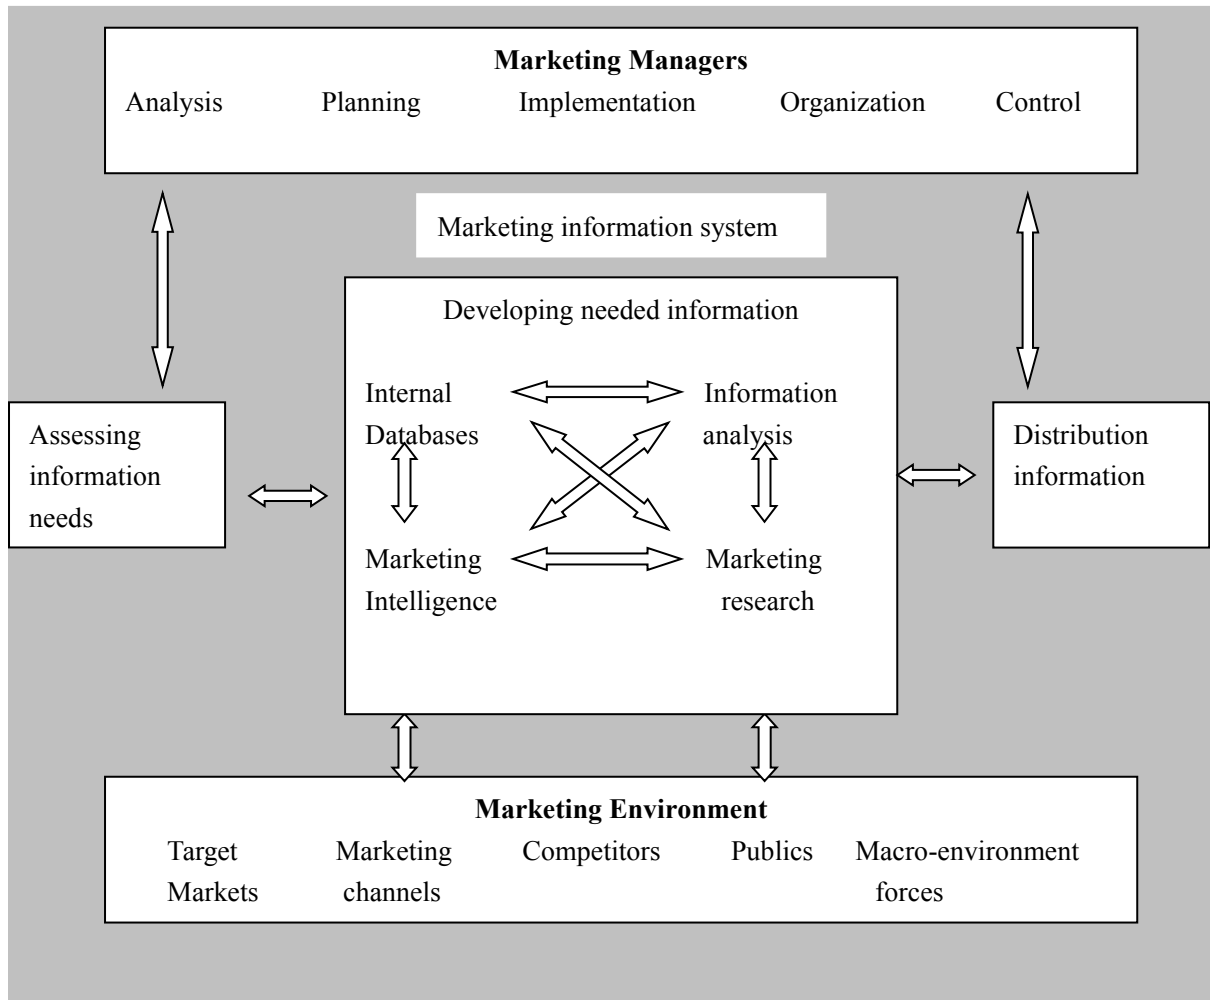 Marketing Managers
Analysis Planning Implementation Organization Control
Marketing information system
Developing needed information
Internal Information
Databases analysis
Marketing Marketing
Intelligence research
Assessing
information
needs
Distribution
information
Marketing Environment
Target Marketing Competitors Publics Macro-environment
Markets channels forces